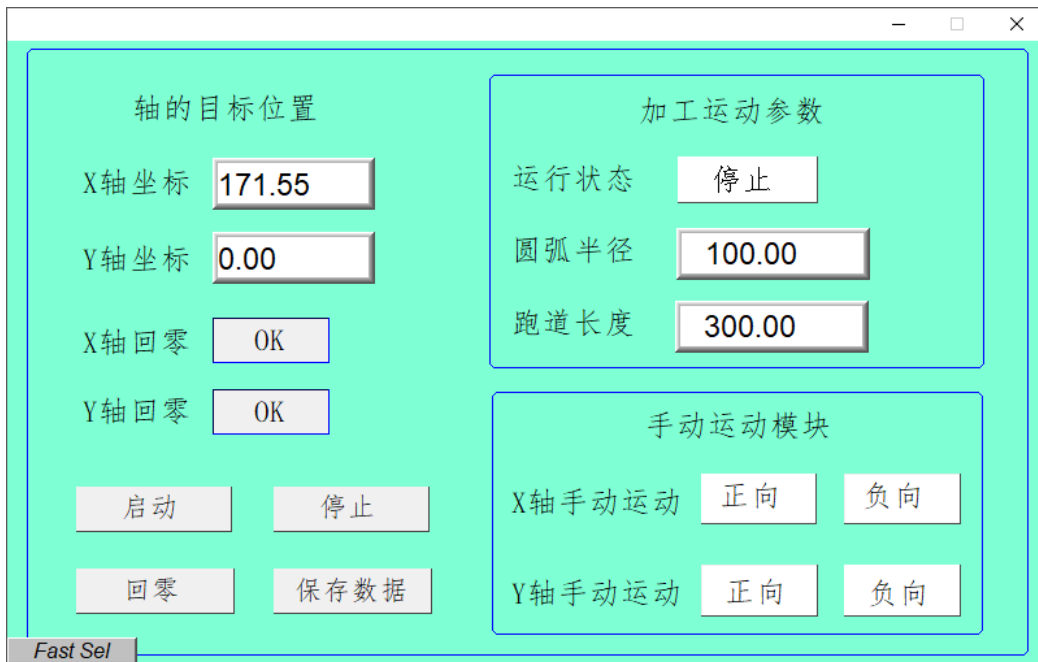 轴的目标位置
X轴坐标 171.55
Y轴坐标 0.00
X轴回零 OK
Y轴回零 OK
启动 停止
回零 保存数据
加工运动参数
运行状态 停止
圆弧半径 100.00
跑道长度 300.00
手动运动模块
X轴手动运动 正向 负向
Y轴手动运动 正向 负向
Fast Sel